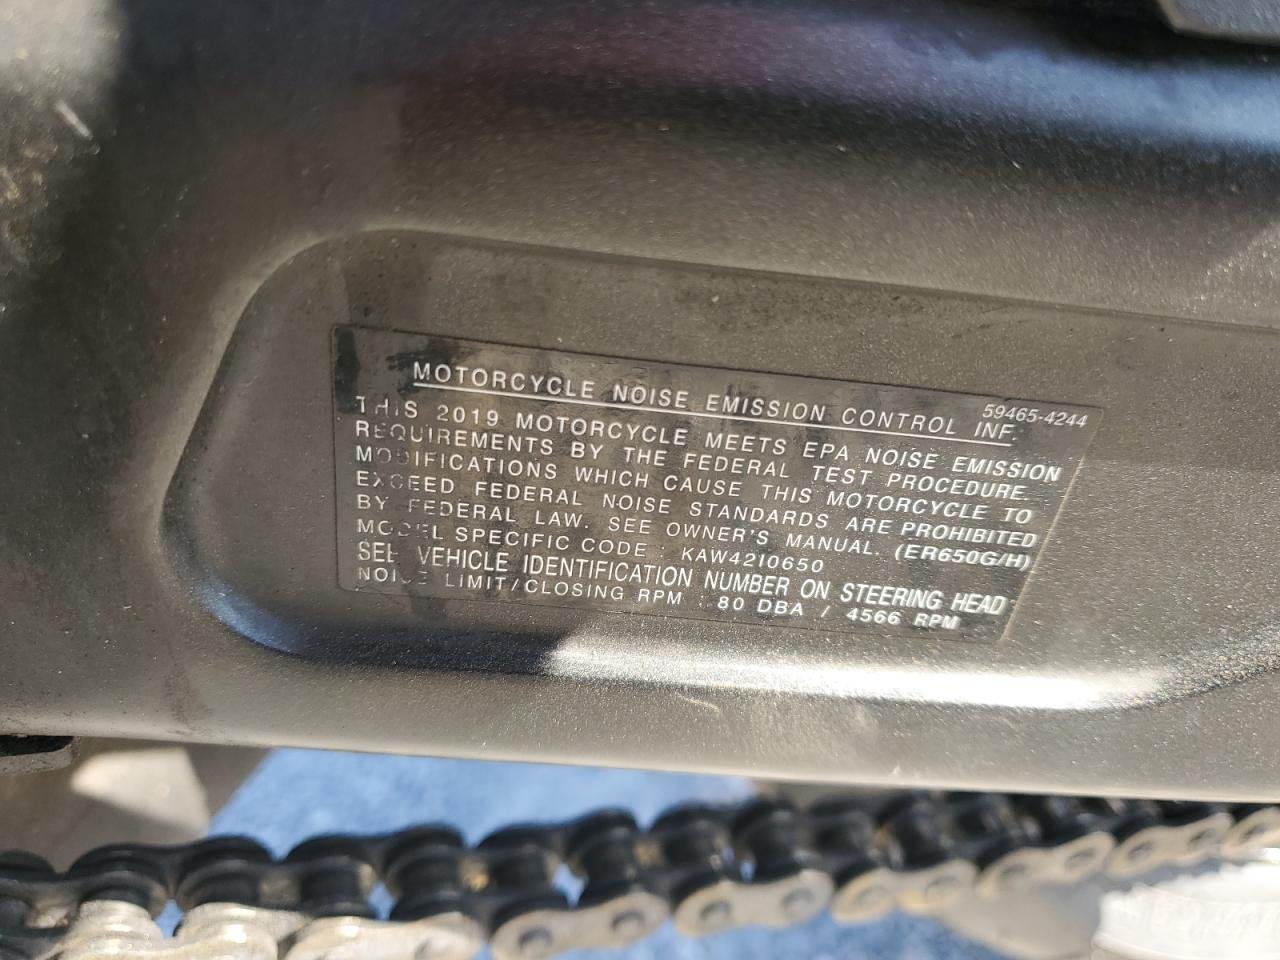 59465-4244
MOTORCYCLE NOISE EMISSION CONTROL INF.
THIS 2019 MOTORCYCLE MEETS EPA NOISE EMISSION
REQUIREMENTS BY THE FEDERAL TEST PROCEDURE.
MODIFICATIONS WHICH CAUSE THIS MOTORCYCLE TO
EXCEED FEDERAL NOISE STANDARDS ARE PROHIBITED
BY FEDERAL LAW. SEE OWNER'S MANUAL. (ER650G/H)
MODEL SPECIFIC CODE : KAW42I0650
SEE VEHICLE IDENTIFICATION NUMBER ON STEERING HEAD
NOISE LIMIT/CLOSING RPM : 80 DBA / 4566 RPM